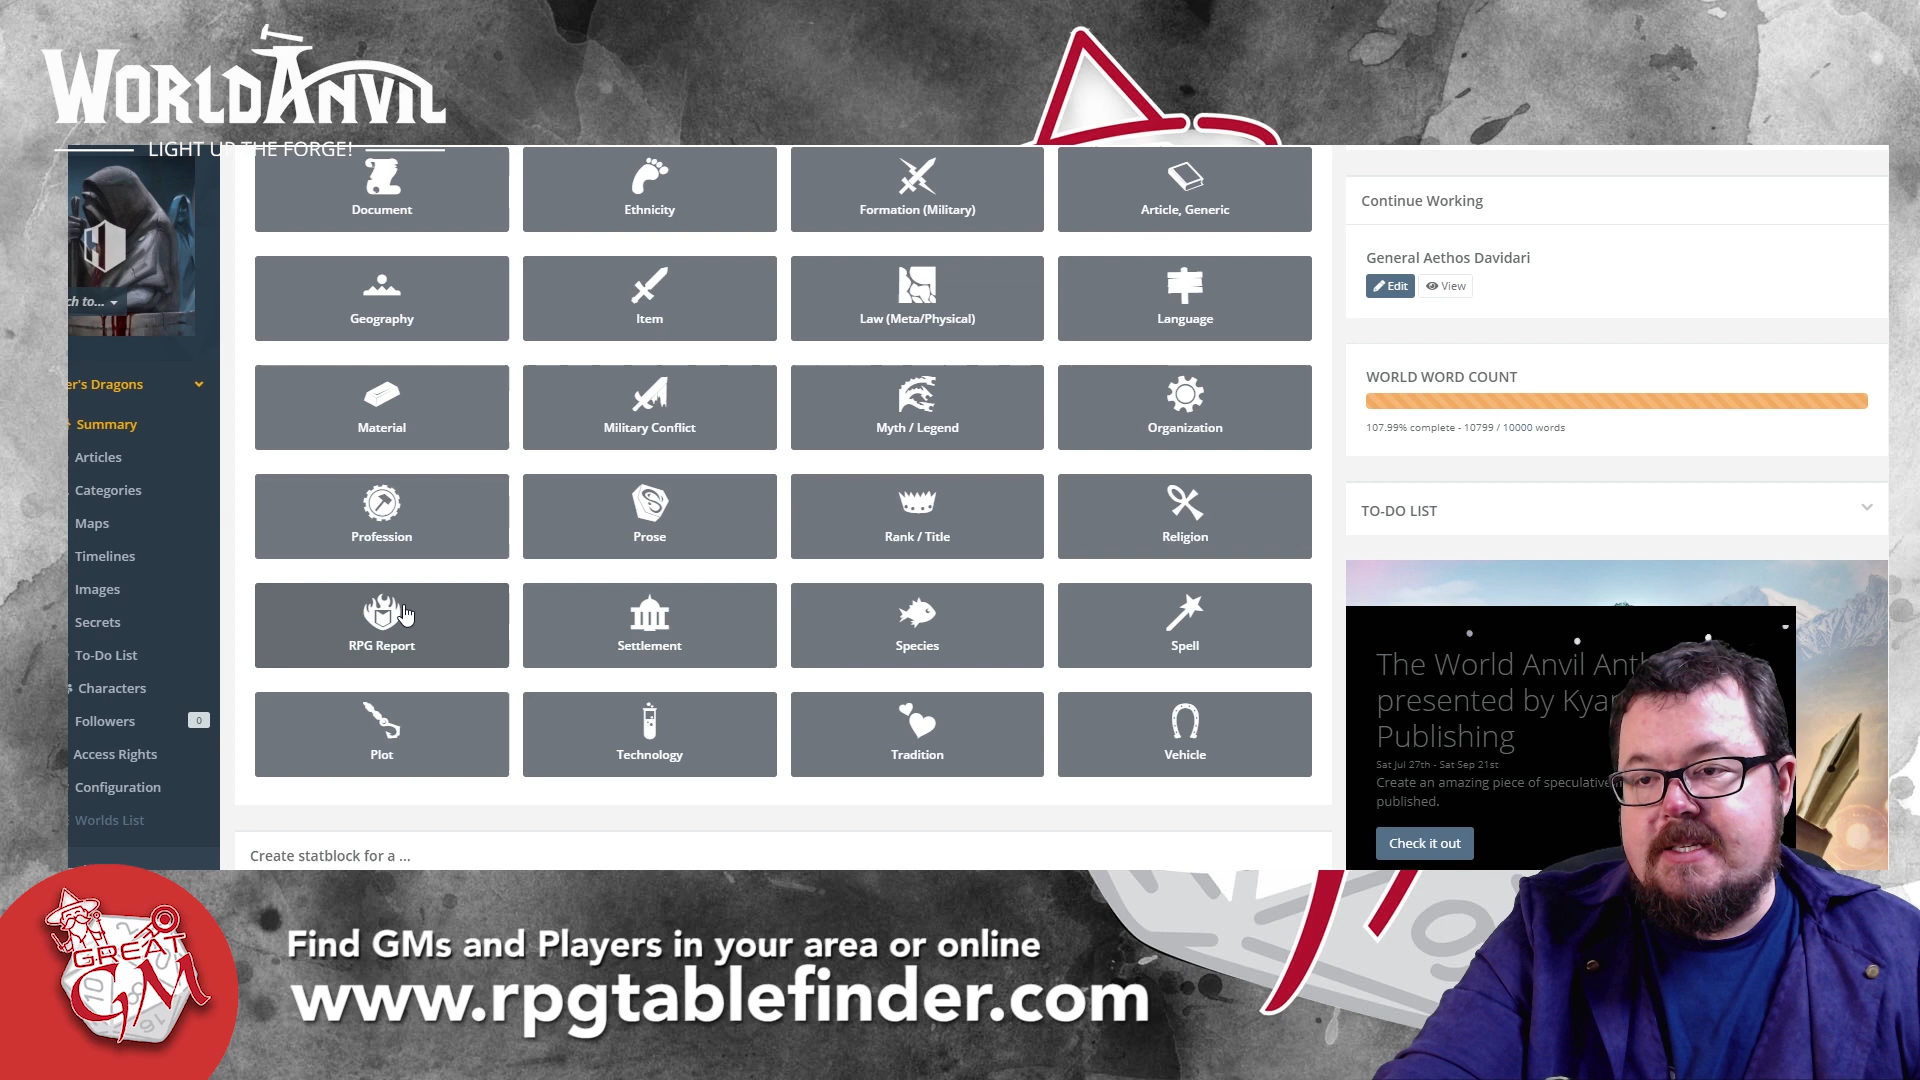 WORLDANVIL
LIGHT UP THE FORGE!
Document
Ethnicity
Formation (Military)
Article, Generic
Geography
Item
Law (Meta/Physical)
Language
Material
Military Conflict
Myth / Legend
Organization
Profession
Prose
Rank / Title
Religion
RPG Report
Settlement
Species
Spell
Plot
Technology
Tradition
Vehicle
Create statblock for a ...
ch to...
er's Dragons
Summary
Articles
Categories
Maps
Timelines
Images
Secrets
To-Do List
Characters
Followers 0
Access Rights
Configuration
Worlds List
Continue Working
General Aethos Davidari
Edit View
WORLD WORD COUNT
107.99% complete - 10799 / 10000 words
TO-DO LIST
The World Anvil Ant
presented by Kya
Publishing
Sat Jul 27th - Sat Sep 21st
Create an amazing piece of speculative
published.
Check it out
GREAT
GM
Find GMs and Players in your area or online
www.rpgtablefinder.com